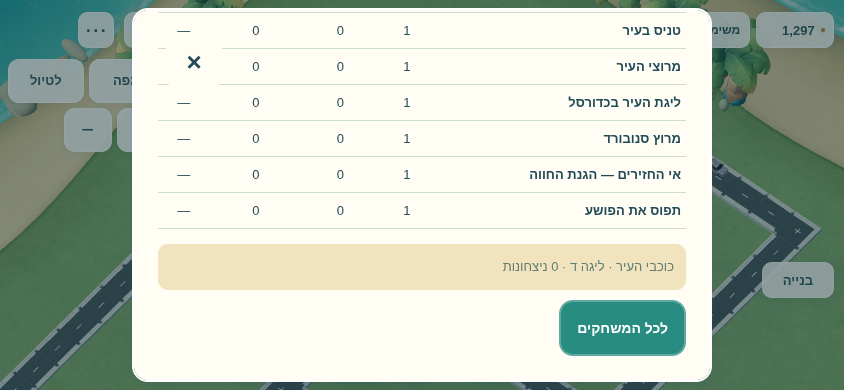 1,297
משימ
···
טניס בעיר 1 0 0 —
×
מרוצי העיר 1 0 0
לטיול
ליגת העיר בכדורסל 1 0 0 —
מרוץ סנובורד 1 0 0 —
—
אי החזירים — הגנת החווה 1 0 0 —
תפוס את הפושע 1 0 0 —
כוכבי העיר · ליגה ד · 0 ניצחונות
בנייה
לכל המשחקים